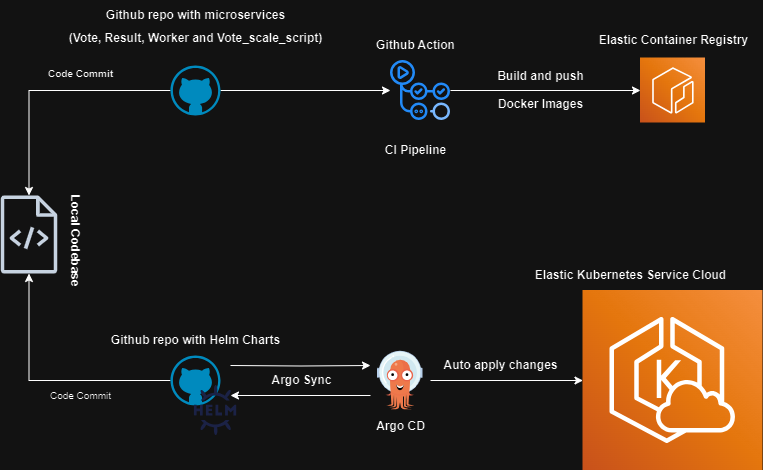 Github repo with microservices
(Vote, Result, Worker and Vote_scale_script)
Github Action
Elastic Container Registry
Code Commit
Build and push
Docker Images
CI Pipeline
Local Codebase
Elastic Kubernetes Service Cloud
Github repo with Helm Charts
Argo Sync
Auto apply changes
K
Code Commit
HELM
Argo CD